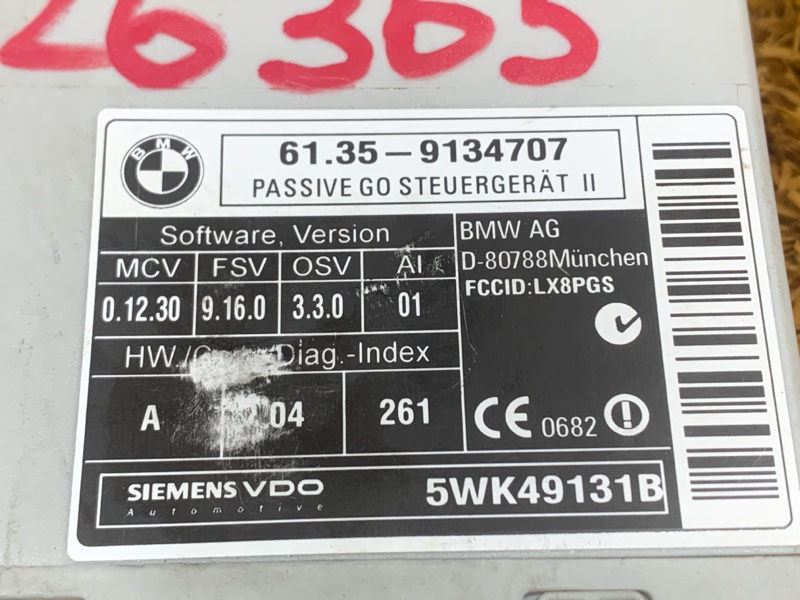 26365
BMW
61.35-9134707
PASSIVE GO STEUERGERÄT II
Software, Version
MCV FSV OSV AI
0.12.30 9.16.0 3.3.0 01
BMW AG
D-80788München
FCCID:LX8PGS
HW/ Diag.-Index
A 04 261
CE 0682
SIEMENS VDO
Automotive
5WK49131B